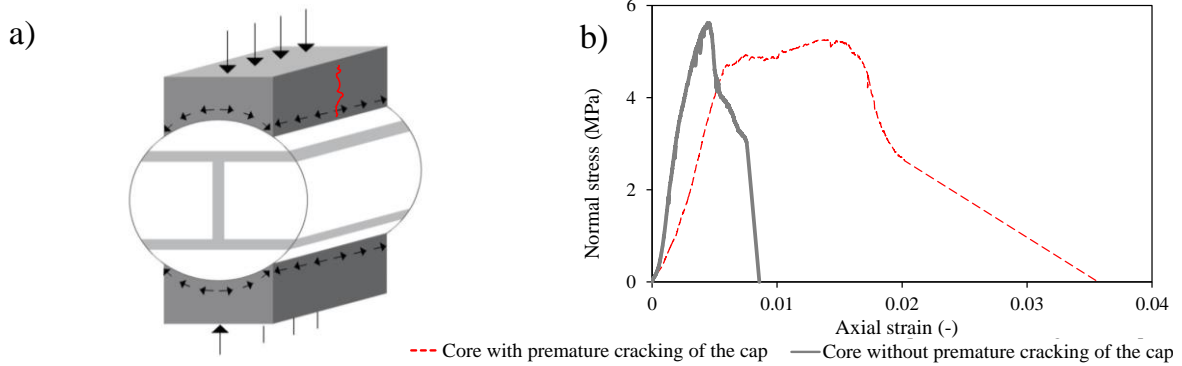 a)
b)
Normal stress (MPa)
6
4
2
0
0
0.01
0.02
0.03
0.04
Axial strain (-)
Core with premature cracking of the cap
Core without premature cracking of the cap